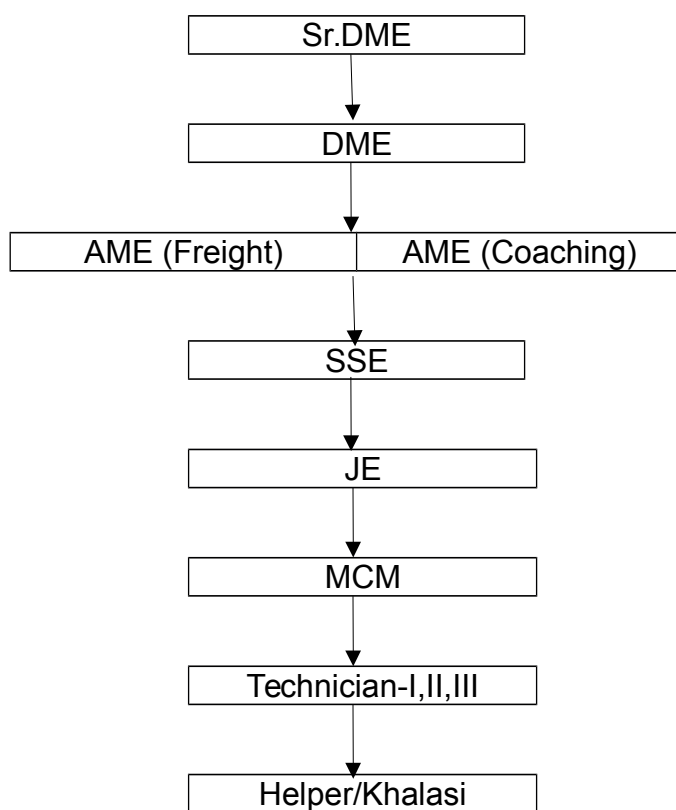 Sr.DME
DME
AME (Freight) AME (Coaching)
SSE
JE
MCM
Technician-I,II,III
Helper/Khalasi